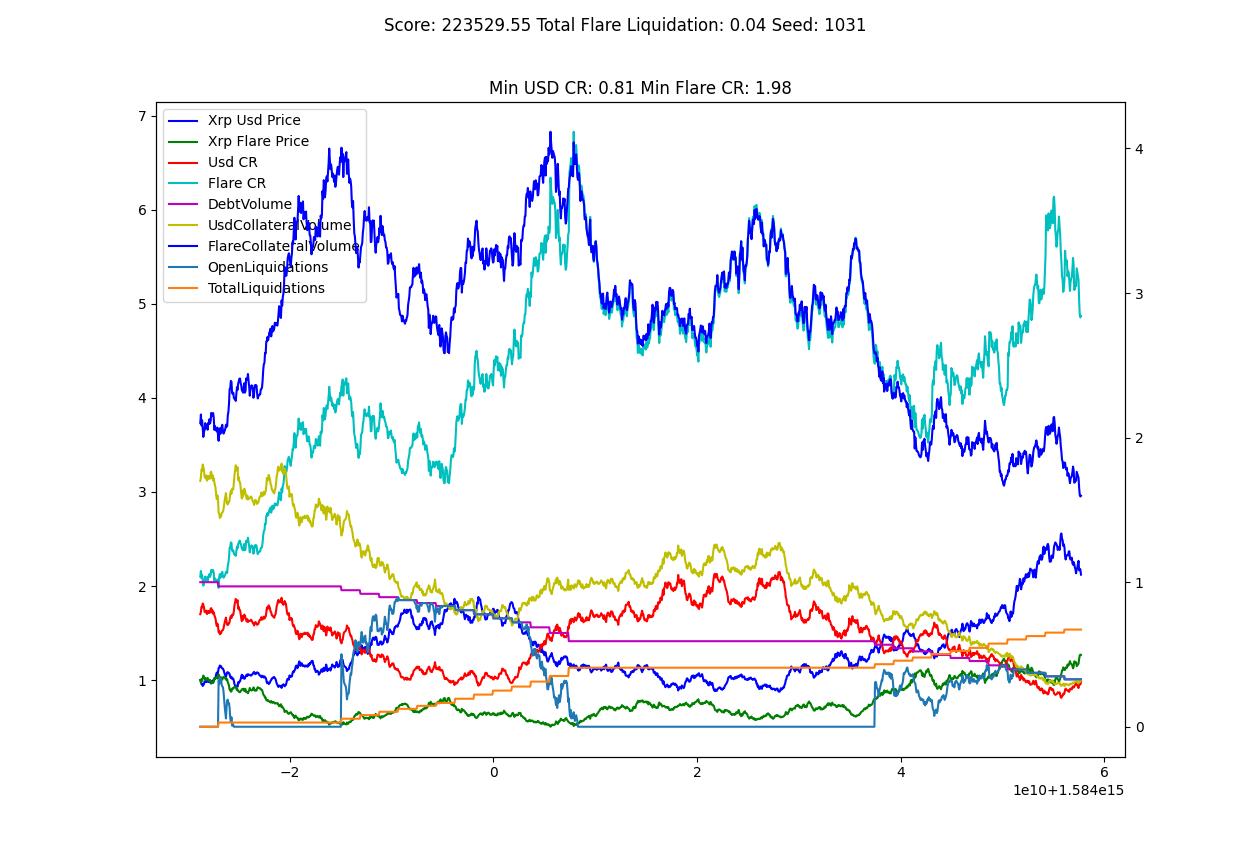 Score: 223529.55 Total Flare Liquidation: 0.04 Seed: 1031
Min USD CR: 0.81 Min Flare CR: 1.98
Xrp Usd Price
Xrp Flare Price
Usd CR
Flare CR
DebtVolume
UsdCollateralVolume
FlareCollateralVolume
OpenLiquidations
TotalLiquidations
7
6
5
4
3
2
1
4
3
2
1
0
−2
0
2
4
6
1e10+1.584e15